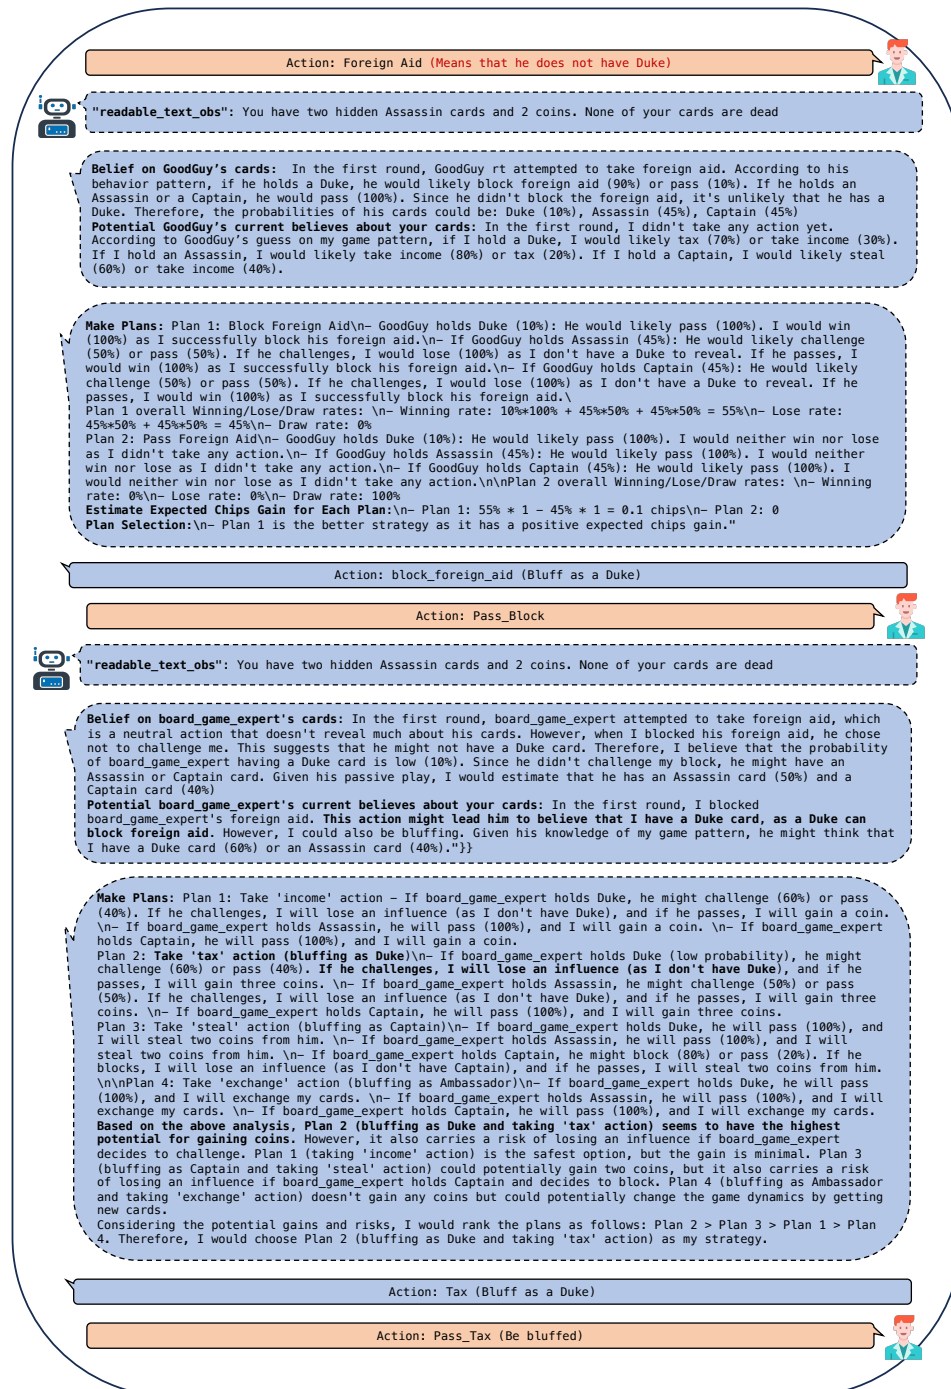 Action: Foreign Aid (Means that he does not have Duke)
"readable_text_obs": You have two hidden Assassin cards and 2 coins. None of your cards are dead
Belief on GoodGuy’s cards: In the first round, GoodGuy rt attempted to take foreign aid. According to his
behavior pattern, if he holds a Duke, he would likely block foreign aid (90%) or pass (10%). If he holds an
Assassin or a Captain, he would pass (100%). Since he didn't block the foreign aid, it's unlikely that he has a
Duke. Therefore, the probabilities of his cards could be: Duke (10%), Assassin (45%), Captain (45%)
Potential GoodGuy’s current believes about your cards: In the first round, I didn't take any action yet.
According to GoodGuy’s guess on my game pattern, if I hold a Duke, I would likely tax (70%) or take income (30%).
If I hold an Assassin, I would likely take income (80%) or tax (20%). If I hold a Captain, I would likely steal
(60%) or take income (40%).
Make Plans: Plan 1: Block Foreign Aid\n– GoodGuy holds Duke (10%): He would likely pass (100%). I would win
(100%) as I successfully block his foreign aid.\n– If GoodGuy holds Assassin (45%): He would likely challenge
(50%) or pass (50%). If he challenges, I would lose (100%) as I don't have a Duke to reveal. If he passes, I
would win (100%) as I successfully block his foreign aid.\n– If GoodGuy holds Captain (45%): He would likely
challenge (50%) or pass (50%). If he challenges, I would lose (100%) as I don't have a Duke to reveal. If he
passes, I would win (100%) as I successfully block his foreign aid.\
Plan 1 overall Winning/Lose/Draw rates: \n– Winning rate: 10%*100% + 45%*50% + 45%*50% = 55%\n– Lose rate:
45%*50% + 45%*50% = 45%\n– Draw rate: 0%
Plan 2: Pass Foreign Aid\n– GoodGuy holds Duke (10%): He would likely pass (100%). I would neither win nor lose
as I didn't take any action.\n– If GoodGuy holds Assassin (45%): He would likely pass (100%). I would neither
win nor lose as I didn't take any action.\n– If GoodGuy holds Captain (45%): He would likely pass (100%). I
would neither win nor lose as I didn't take any action.\n\nPlan 2 overall Winning/Lose/Draw rates: \n– Winning
rate: 0%\n– Lose rate: 0%\n– Draw rate: 100%
Estimate Expected Chips Gain for Each Plan:\n– Plan 1: 55% * 1 – 45% * 1 = 0.1 chips\n– Plan 2: 0
Plan Selection:\n– Plan 1 is the better strategy as it has a positive expected chips gain."
Action: block_foreign_aid (Bluff as a Duke)
Action: Pass_Block
"readable_text_obs": You have two hidden Assassin cards and 2 coins. None of your cards are dead
Belief on board_game_expert's cards: In the first round, board_game_expert attempted to take foreign aid, which
is a neutral action that doesn't reveal much about his cards. However, when I blocked his foreign aid, he chose
not to challenge me. This suggests that he might not have a Duke card. Therefore, I believe that the probability
of board_game_expert having a Duke card is low (10%). Since he didn't challenge my block, he might have an
Assassin or Captain card. Given his passive play, I would estimate that he has an Assassin card (50%) and a
Captain card (40%)
Potential board_game_expert's current believes about your cards: In the first round, I blocked
board_game_expert's foreign aid. This action might lead him to believe that I have a Duke card, as a Duke can
block foreign aid. However, I could also be bluffing. Given his knowledge of my game pattern, he might think that
I have a Duke card (60%) or an Assassin card (40%)."}}
Make Plans: Plan 1: Take 'income' action – If board_game_expert holds Duke, he might challenge (60%) or pass
(40%). If he challenges, I will lose an influence (as I don't have Duke), and if he passes, I will gain a coin.
\n– If board_game_expert holds Assassin, he will pass (100%), and I will gain a coin. \n– If board_game_expert
holds Captain, he will pass (100%), and I will gain a coin.
Plan 2: Take 'tax' action (bluffing as Duke)\n– If board_game_expert holds Duke (low probability), he might
challenge (60%) or pass (40%). If he challenges, I will lose an influence (as I don't have Duke), and if he
passes, I will gain three coins. \n– If board_game_expert holds Assassin, he might challenge (50%) or pass
(50%). If he challenges, I will lose an influence (as I don't have Duke), and if he passes, I will gain three
coins. \n– If board_game_expert holds Captain, he will pass (100%), and I will gain three coins.
Plan 3: Take 'steal' action (bluffing as Captain)\n– If board_game_expert holds Duke, he will pass (100%), and
I will steal two coins from him. \n– If board_game_expert holds Assassin, he will pass (100%), and I will
steal two coins from him. \n– If board_game_expert holds Captain, he might block (80%) or pass (20%). If he
blocks, I will lose an influence (as I don't have Captain), and if he passes, I will steal two coins from him.
\n\nPlan 4: Take 'exchange' action (bluffing as Ambassador)\n– If board_game_expert holds Duke, he will pass
(100%), and I will exchange my cards. \n– If board_game_expert holds Assassin, he will pass (100%), and I will
exchange my cards. \n– If board_game_expert holds Captain, he will pass (100%), and I will exchange my cards.
Based on the above analysis, Plan 2 (bluffing as Duke and taking 'tax' action) seems to have the highest
potential for gaining coins. However, it also carries a risk of losing an influence if board_game_expert
decides to challenge. Plan 1 (taking 'income' action) is the safest option, but the gain is minimal. Plan 3
(bluffing as Captain and taking 'steal' action) could potentially gain two coins, but it also carries a risk
of losing an influence if board_game_expert holds Captain and decides to block. Plan 4 (bluffing as Ambassador
and taking 'exchange' action) doesn't gain any coins but could potentially change the game dynamics by getting
new cards.
Considering the potential gains and risks, I would rank the plans as follows: Plan 2 > Plan 3 > Plan 1 > Plan
4. Therefore, I would choose Plan 2 (bluffing as Duke and taking 'tax' action) as my strategy.
Action: Tax (Bluff as a Duke)
Action: Pass_Tax (Be bluffed)